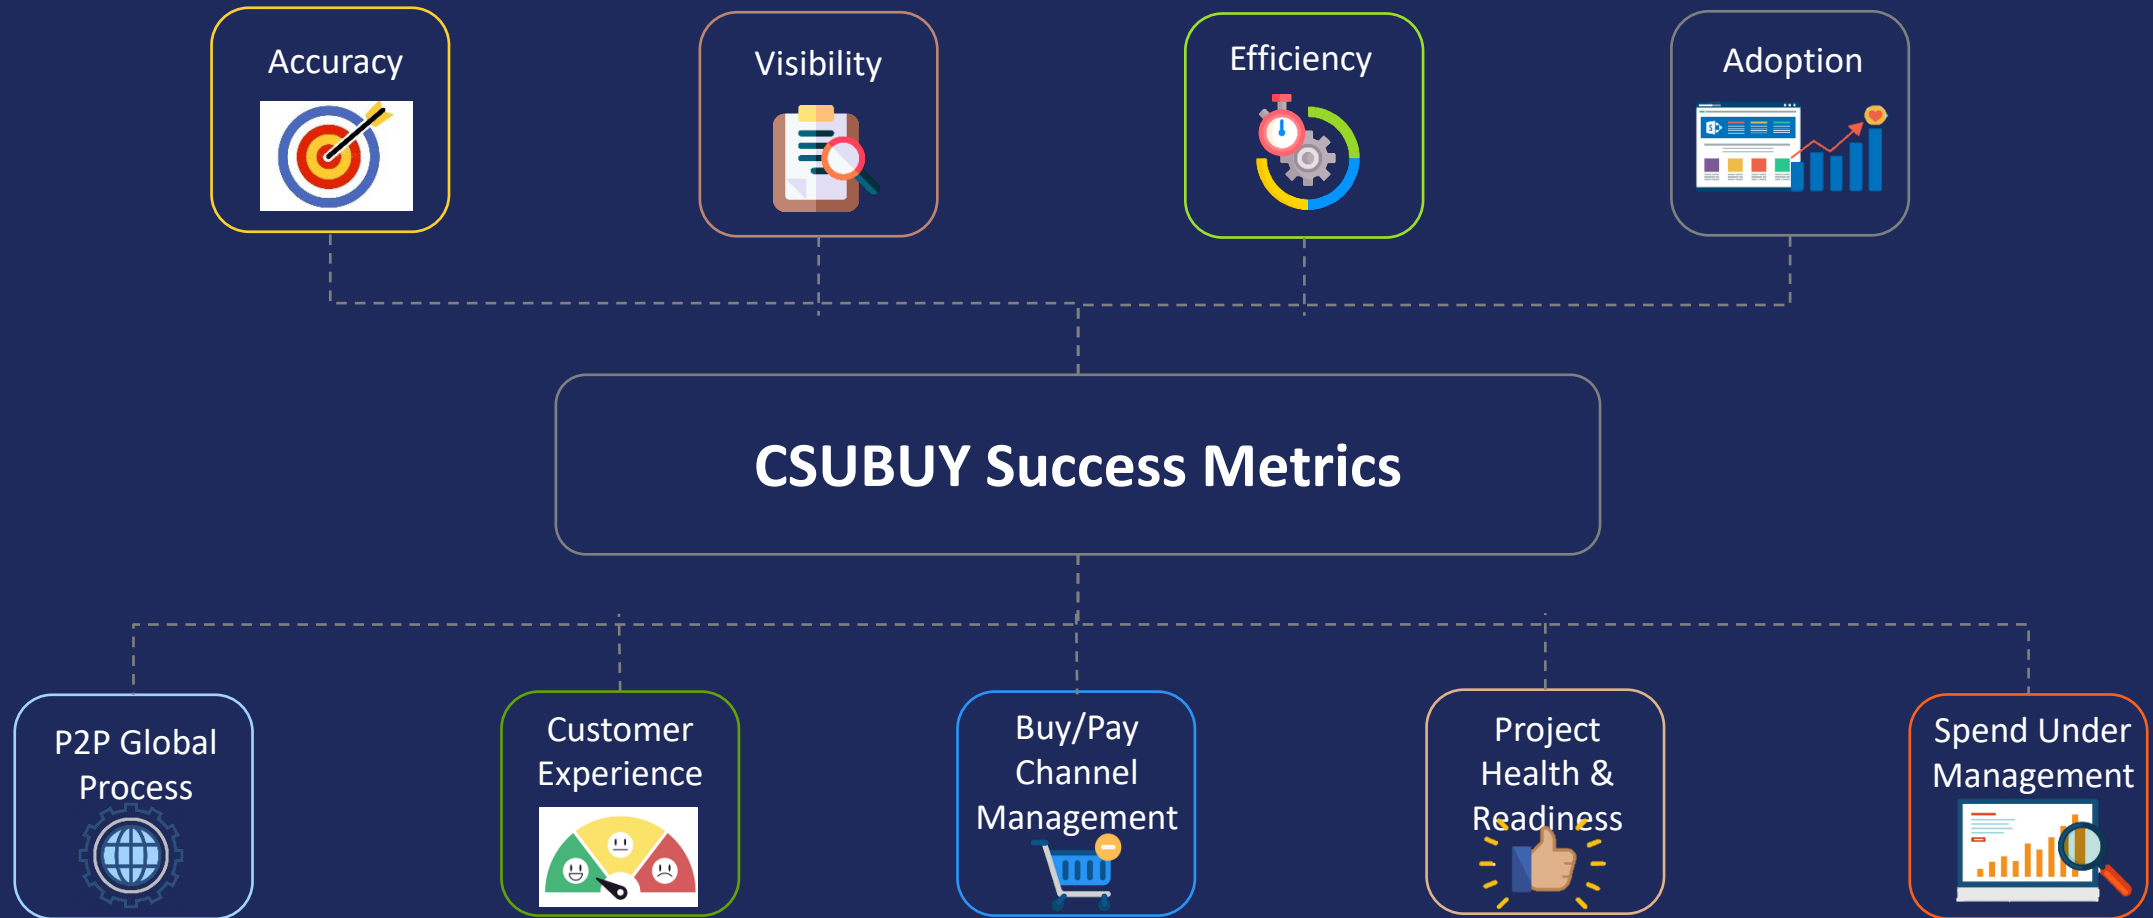 Accuracy
Visibility
Efficiency
Adoption
CSUBUY Success Metrics
P2P Global
Process
Customer
Experience
Buy/Pay
Channel
Management
Project
Health &
Readiness
Spend Under
Management